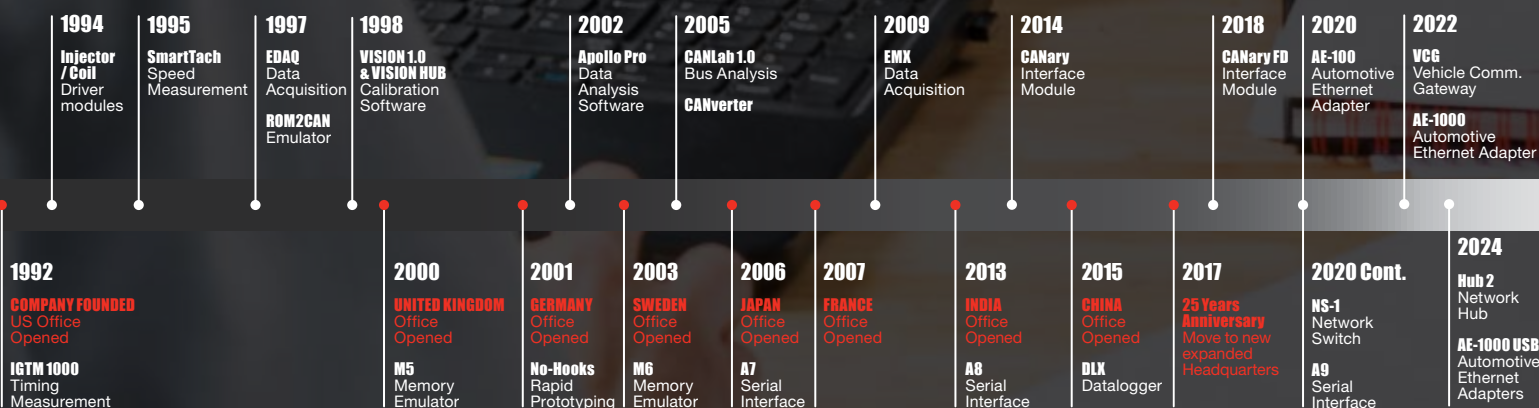 1994
Injector
/ Coil
Driver
modules
1995
SmartTach
Speed
Measurement
1997
EDAQ
Data
Acquisition
ROM2CAN
Emulator
1998
VISION 1.0
& VISION HUB
Calibration
Software
2002
Apollo Pro
Data
Analysis
Software
2005
CANLab 1.0
Bus Analysis
CANverter
2009
EMX
Data
Acquisition
2014
CANary
Interface
Module
2018
CANary FD
Interface
Module
2020
AE-100
Automotive
Ethernet
Adapter
2022
VCG
Vehicle Comm.
Gateway
AE-1000
Automotive
Ethernet Adapter
1992
COMPANY FOUNDED
US Office
Opened
IGTM 1000
Timing
Measurement
2000
UNITED KINGDOM
Office
Opened
M5
Memory
Emulator
2001
GERMANY
Office
Opened
No-Hooks
Rapid
Prototyping
2003
SWEDEN
Office
Opened
M6
Memory
Emulator
2006
JAPAN
Office
Opened
A7
Serial
Interface
2007
FRANCE
Office
Opened
2013
INDIA
Office
Opened
A8
Serial
Interface
2015
CHINA
Office
Opened
DLX
Datalogger
2017
25 Years
Anniversary
Move to new
expanded
Headquarters
2020 Cont.
NS-1
Network
Switch
A9
Serial
Interface
2024
Hub 2
Network
Hub
AE-1000 USB
Automotive
Ethernet
Adapters